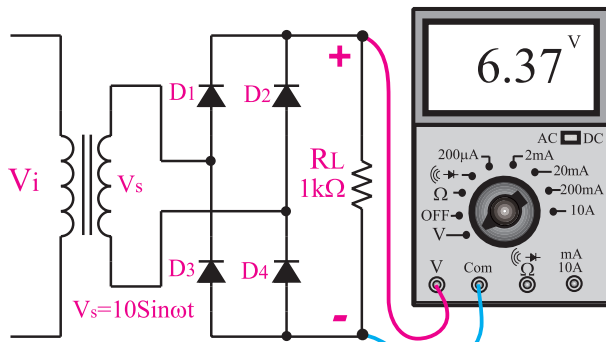 Vi
Vs
D1
D2
D3
D4
Vs=10Sinωt
+
RL
1kΩ
-
6.37 V
AC DC
200μA
2mA
20mA
200mA
10A
Ω
OFF
V
V
Com
Ω
mA
10A